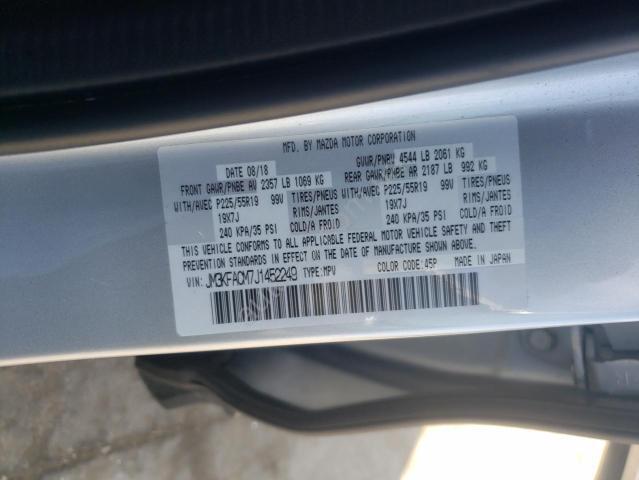 MFD. BY MAZDA MOTOR CORPORATION
DATE 08/18 GVWR/PNBV 4544 LB 2061 KG
FRONT GAWR/PNBE AV 2357 LB 1069 KG REAR GAWR/PNBE AR 2187 LB 992 KG
WITH/AVEC P225/55R19 99V TIRES/PNEUS WITH/AVEC P225/55R19 99V TIRES/PNEUS
19X7J RIMS/JANTES 19X7J RIMS/JANTES
240 KPA/35 PSI COLD/A FROID 240 KPA/35 PSI COLD/A FROID
THIS VEHICLE CONFORMS TO ALL APPLICABLE FEDERAL MOTOR VEHICLE SAFETY AND THEFT
PREVENTION STANDARDS IN EFFECT ON THE DATE OF MANUFACTURE SHOWN ABOVE.
VIN: JM3KFACM7J1452249 TYPE: MPV COLOR CODE: 45P MADE IN JAPAN